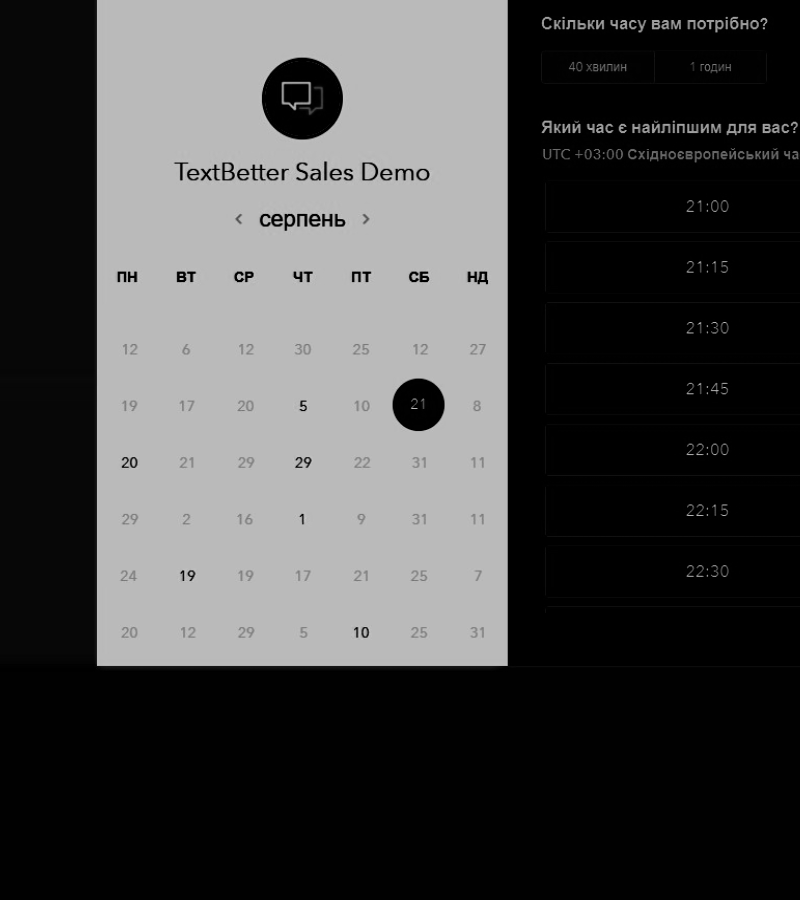 TextBetter Sales Demo
серпень
ПН ВТ СР ЧТ ПТ СБ НД
12 6 12 30 25 12 27
19 17 20 5 10 21 8
20 21 29 29 22 31 11
29 2 16 1 9 31 11
24 19 19 17 21 25 7
20 12 29 5 10 25 31
Скільки часу вам потрібно?
40 хвилин 1 годин
Який час є найліпшим для вас?
UTC +03:00 Східноєвропейський ча
21:00
21:15
21:30
21:45
22:00
22:15
22:30